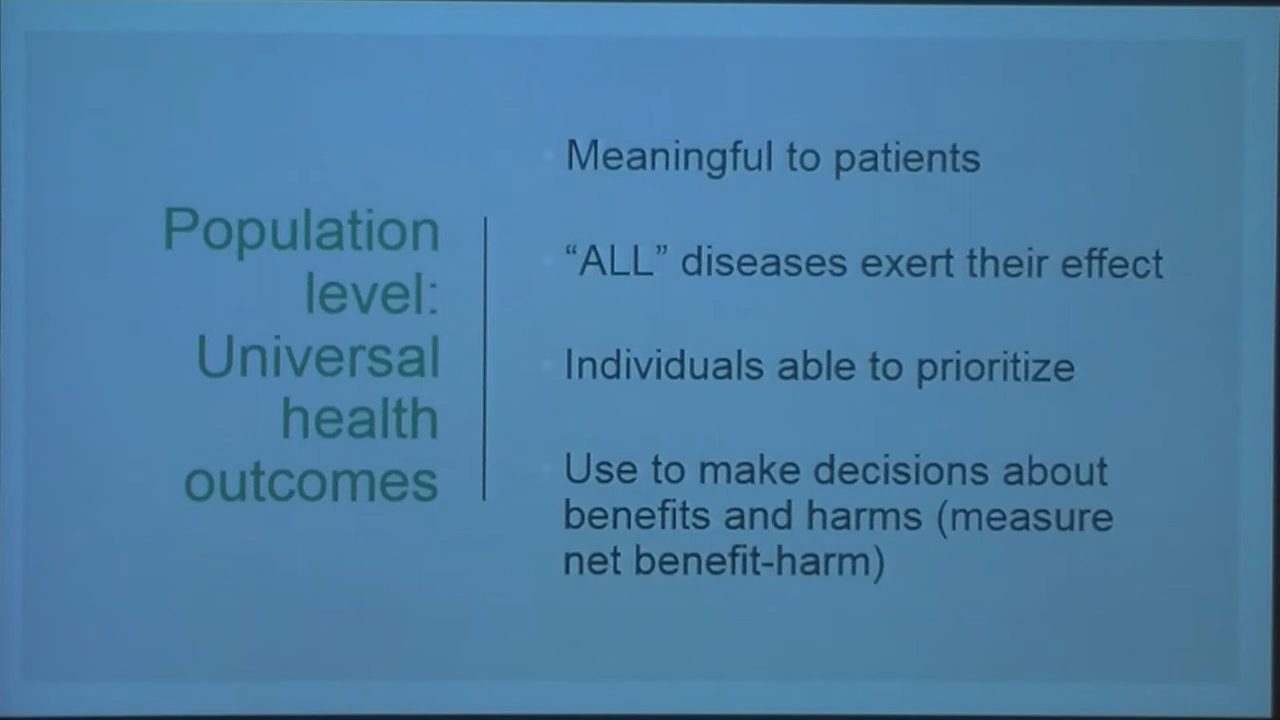 Population
level:
Universal
health
outcomes
Meaningful to patients
“ALL” diseases exert their effect
Individuals able to prioritize
Use to make decisions about
benefits and harms (measure
net benefit-harm)